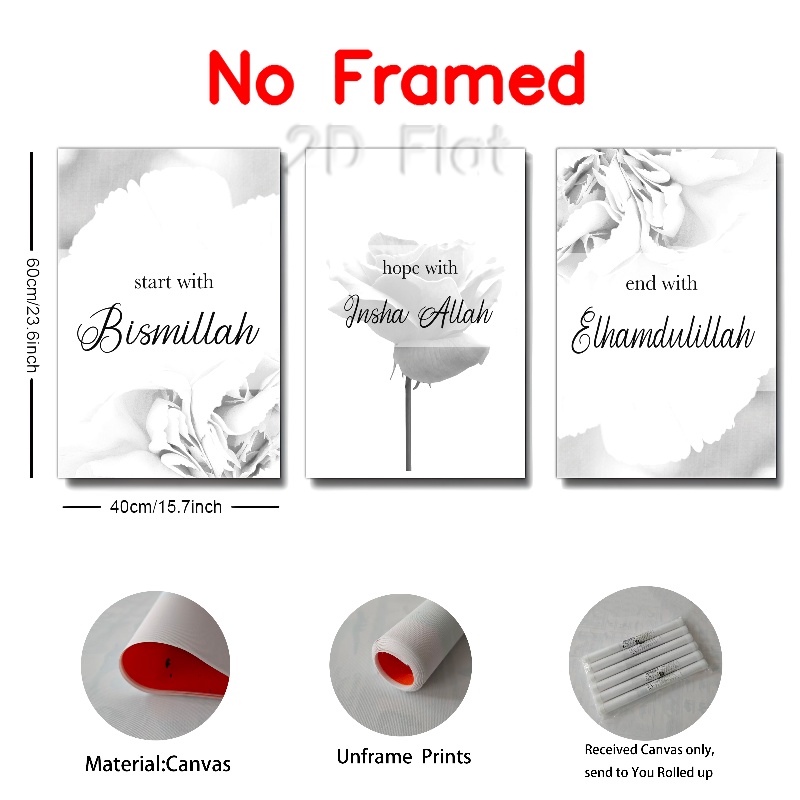 No Framed
2D Flat
start with
Bismillah
hope with
Insha Allah
end with
Elhamdulillah
60cm/23.6inch
40cm/15.7inch
Material:Canvas
Unframe Prints
Received Canvas only,
send to You Rolled up